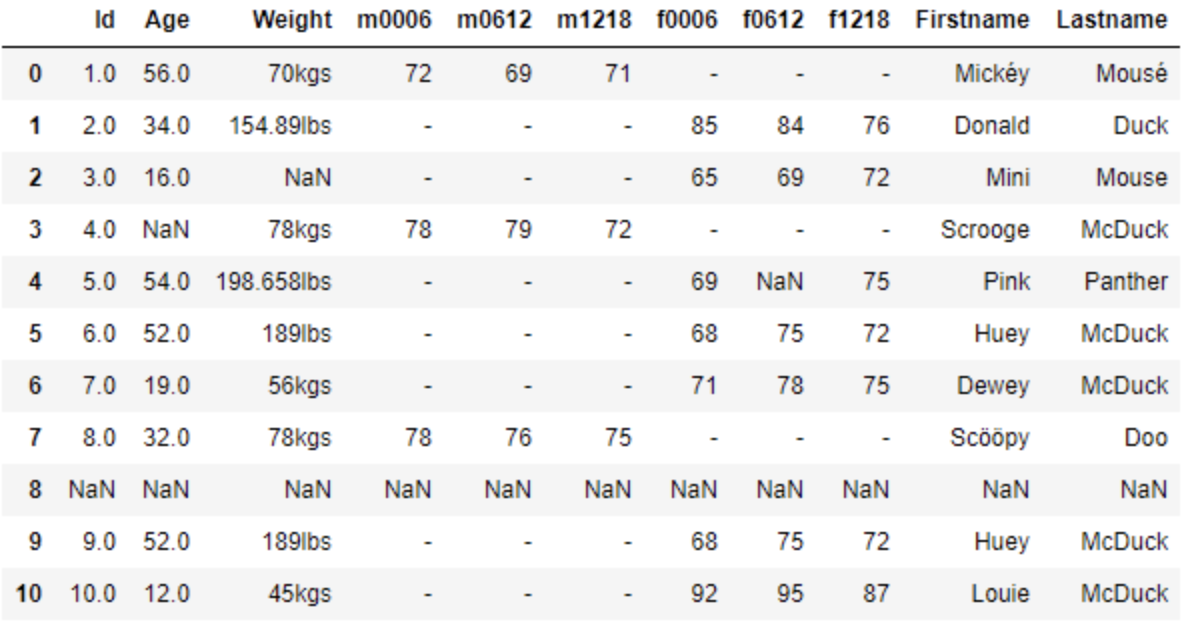 Id Age Weight m0006 m0612 m1218 f0006 f0612 f1218 Firstname Lastname
0 1.0 56.0 70kgs 72 69 71 - - - Mickéy Mousé
1 2.0 34.0 154.89lbs - - - 85 84 76 Donald Duck
2 3.0 16.0 NaN - - - 65 69 72 Mini Mouse
3 4.0 NaN 78kgs 78 79 72 - - - Scrooge McDuck
4 5.0 54.0 198.658lbs - - - 69 NaN 75 Pink Panther
5 6.0 52.0 189lbs - - - 68 75 72 Huey McDuck
6 7.0 19.0 56kgs - - - 71 78 75 Dewey McDuck
7 8.0 32.0 78kgs 78 76 75 - - - Scööpy Doo
8 NaN NaN NaN NaN NaN NaN NaN NaN NaN NaN NaN
9 9.0 52.0 189lbs - - - 68 75 72 Huey McDuck
10 10.0 12.0 45kgs - - - 92 95 87 Louie McDuck